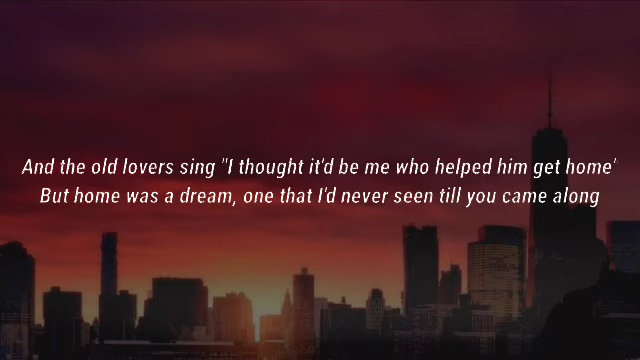 And the old lovers sing "I thought it'd be me who helped him get home"
But home was a dream, one that I'd never seen till you came along